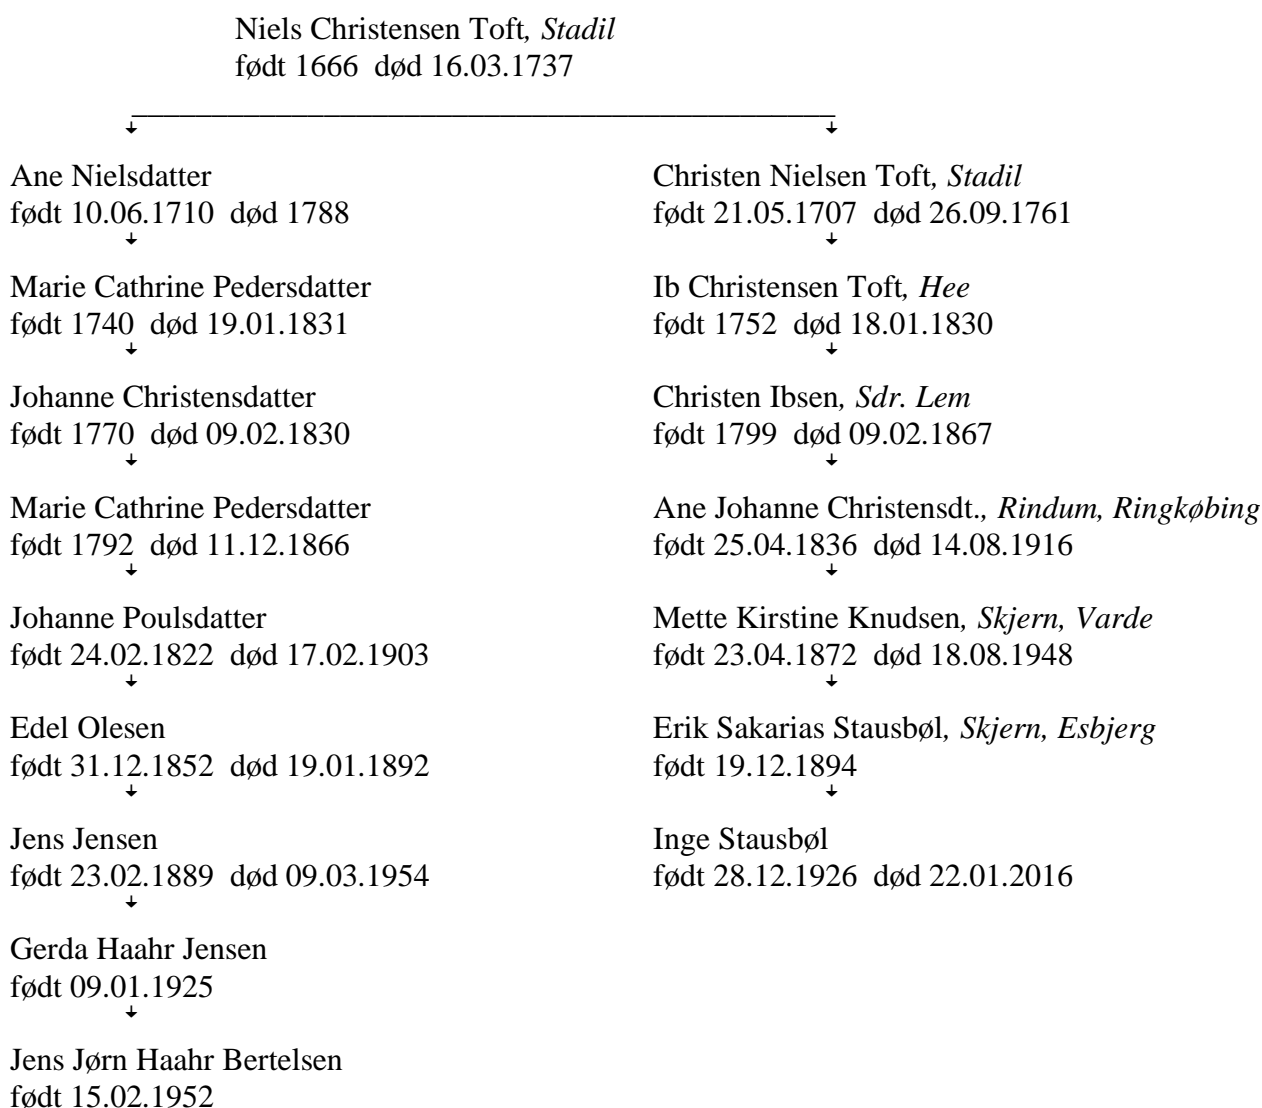 Niels Christensen Toft, Stadil
født 1666  død 16.03.1737
Ane Nielsdatter
født 10.06.1710  død 1788
Marie Cathrine Pedersdatter
født 1740  død 19.01.1831
Johanne Christensdatter
født 1770  død 09.02.1830
Marie Cathrine Pedersdatter
født 1792  død 11.12.1866
Johanne Poulsdatter
født 24.02.1822  død 17.02.1903
Edel Olesen
født 31.12.1852  død 19.01.1892
Jens Jensen
født 23.02.1889  død 09.03.1954
Gerda Haahr Jensen
født 09.01.1925
Jens Jørn Haahr Bertelsen
født 15.02.1952
Christen Nielsen Toft, Stadil
født 21.05.1707  død 26.09.1761
Ib Christensen Toft, Hee
født 1752  død 18.01.1830
Christen Ibsen, Sdr. Lem
født 1799  død 09.02.1867
Ane Johanne Christensdt., Rindum, Ringkøbing
født 25.04.1836  død 14.08.1916
Mette Kirstine Knudsen, Skjern, Varde
født 23.04.1872  død 18.08.1948
Erik Sakarias Stausbøl, Skjern, Esbjerg
født 19.12.1894
Inge Stausbøl
født 28.12.1926  død 22.01.2016